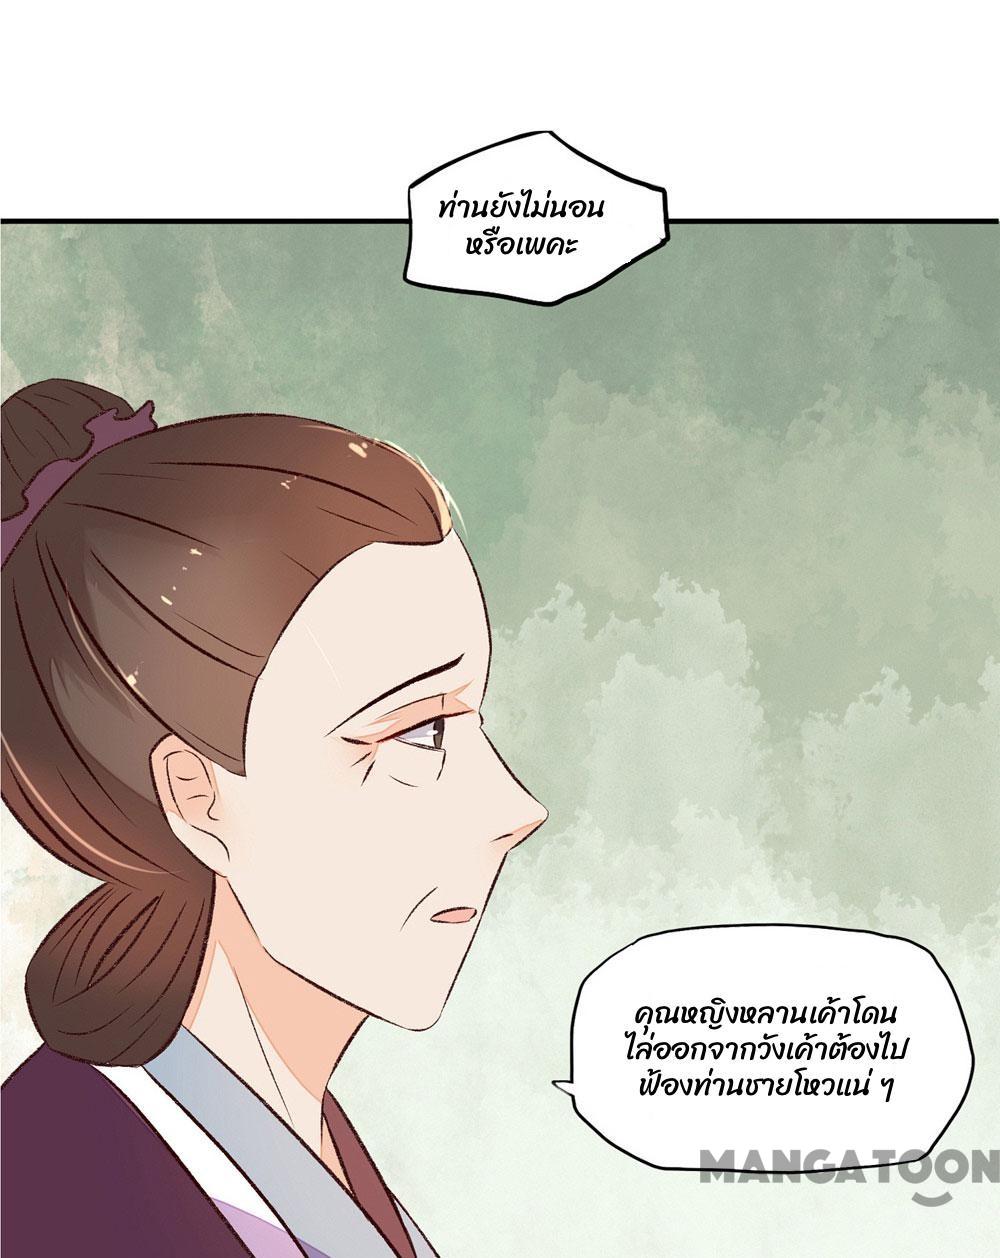 ท่านยังไม่นอน
หรือเพคะ
คุณหญิงหลานเค้าโดน
ไล่ออกจากวังเค้าต้องไป
ฟ้องท่านชายโหวแน่ ๆ
MANGATOON